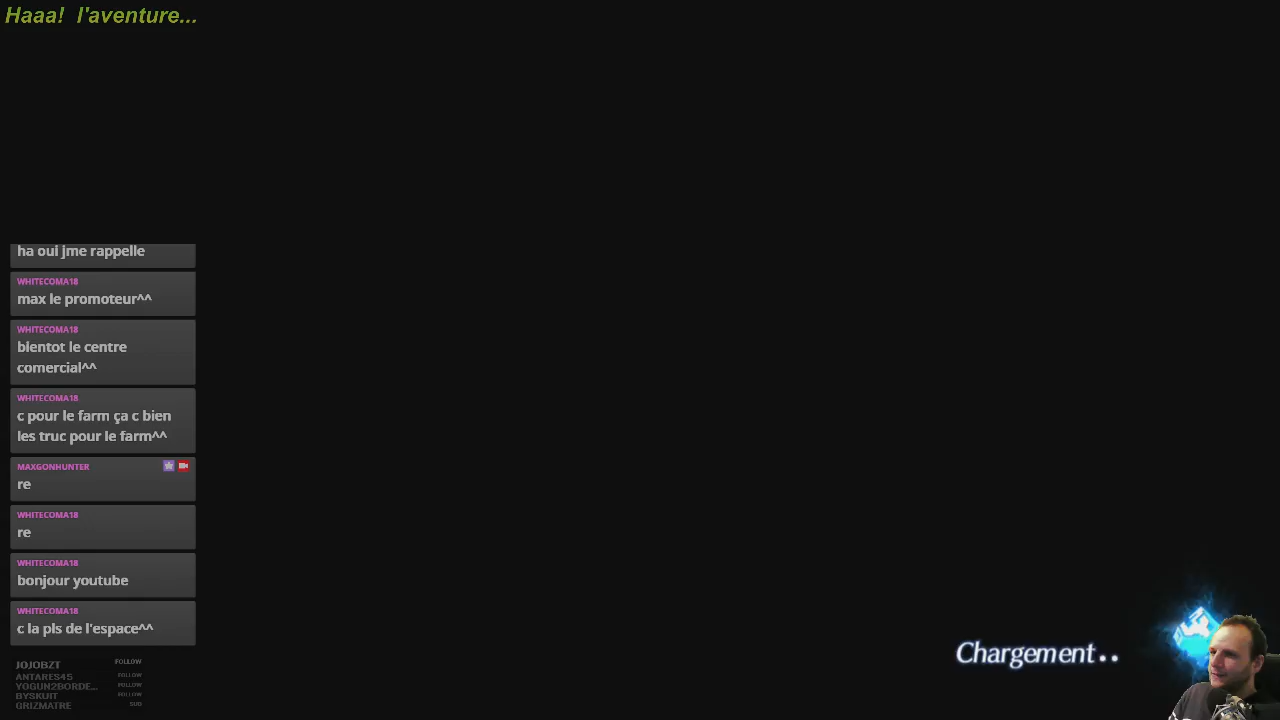 Haaa! l'aventure...
ha oui jme rappelle
WHITECOMA18
max le promoteur^^
WHITECOMA18
bientot le centre
comercial^^
WHITECOMA18
c pour le farm ça c bien
les truc pour le farm^^
MAXGONHUNTER
re
WHITECOMA18
re
WHITECOMA18
bonjour youtube
WHITECOMA18
c la pls de l'espace^^
JOJOBZT FOLLOW
ANTARES45 FOLLOW
YOGUN2BORDE... FOLLOW
BYSKUIT FOLLOW
GRIZMATRE SUB
Chargement..